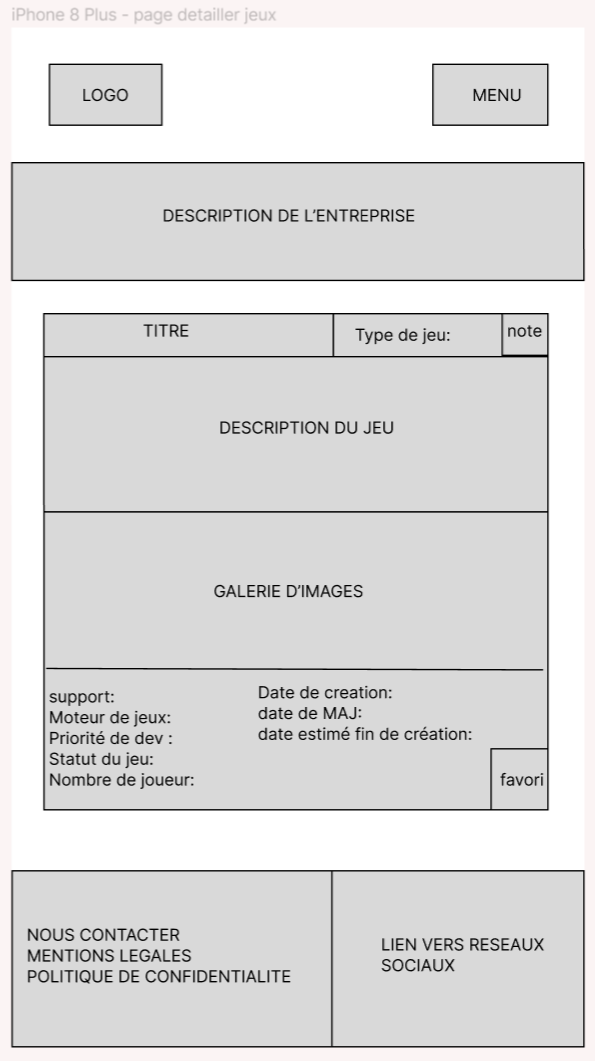 iPhone 8 Plus - page detailler jeux
LOGO
MENU
DESCRIPTION DE L'ENTREPRISE
TITRE
Type de jeu:
note
DESCRIPTION DU JEU
GALERIE D'IMAGES
support:
Moteur de jeux:
Priorité de dev :
Statut du jeu:
Nombre de joueur:
Date de creation:
date de MAJ:
date estimé fin de création:
favori
NOUS CONTACTER
MENTIONS LEGALES
POLITIQUE DE CONFIDENTIALITE
LIEN VERS RESEAUX
SOCIAUX